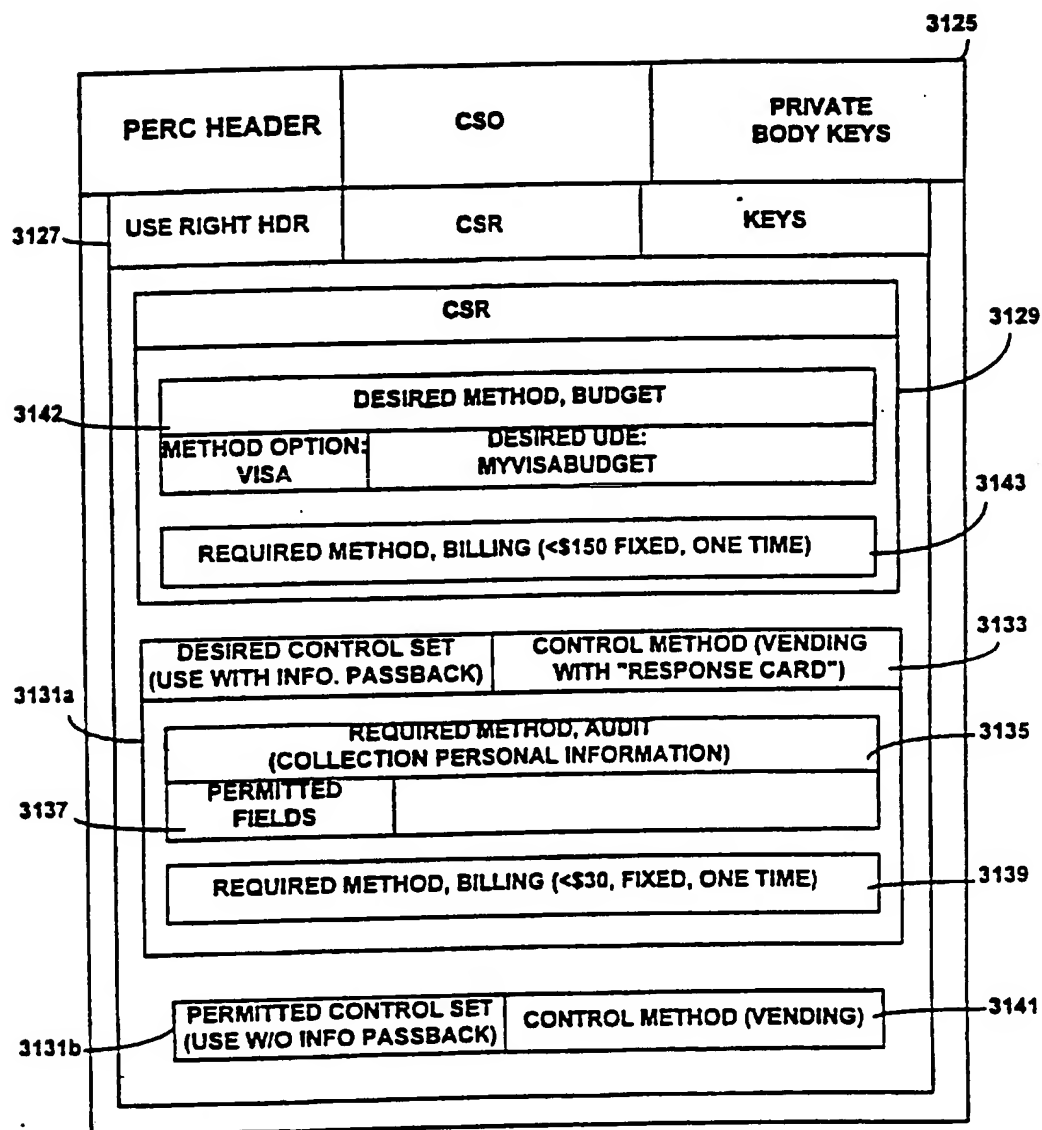 3125
PERC HEADER
CSO
PRIVATE
BODY KEYS
3127
USE RIGHT HDR
CSR
KEYS
CSR
3129
DESIRED METHOD, BUDGET
3142
METHOD OPTION:
VISA
DESIRED UDE:
MYVISABUDGET
3143
REQUIRED METHOD, BILLING (<$150 FIXED, ONE TIME)
3133
DESIRED CONTROL SET
(USE WITH INFO. PASSBACK)
CONTROL METHOD (VENDING
WITH "RESPONSE CARD")
3131a
REQUIRED METHOD, AUDIT
(COLLECTION PERSONAL INFORMATION)
3135
3137
PERMITTED
FIELDS
REQUIRED METHOD, BILLING (<$30, FIXED, ONE TIME)
3139
PERMITTED CONTROL SET
(USE W/O INFO PASSBACK)
CONTROL METHOD (VENDING)
3141
3131b